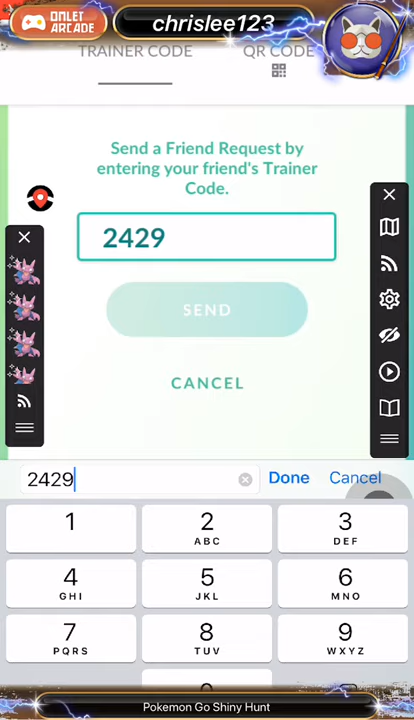 OMLET
ARCADE
chrislee123
TRAINER CODE
QR CODE
Send a Friend Request by
entering your friend's Trainer
Code.
2429
SEND
CANCEL
2429
Done
Cancel
1
2
ABC
3
DEF
4
GHI
5
JKL
6
MNO
7
PQRS
8
TUV
9
WXYZ
Pokemon Go Shiny Hunt